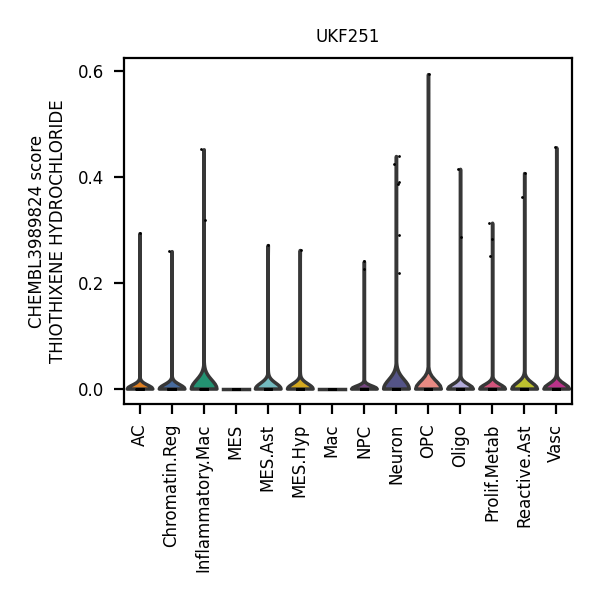 UKF251
CHEMBL3989824 score
THIOTHIXENE HYDROCHLORIDE
0.6
0.4
0.2
0.0
AC
Chromatin.Reg
Inflammatory.Mac
MES
MES.Ast
MES.Hyp
Mac
NPC
Neuron
OPC
Oligo
Prolif.Metab
Reactive.Ast
Vasc